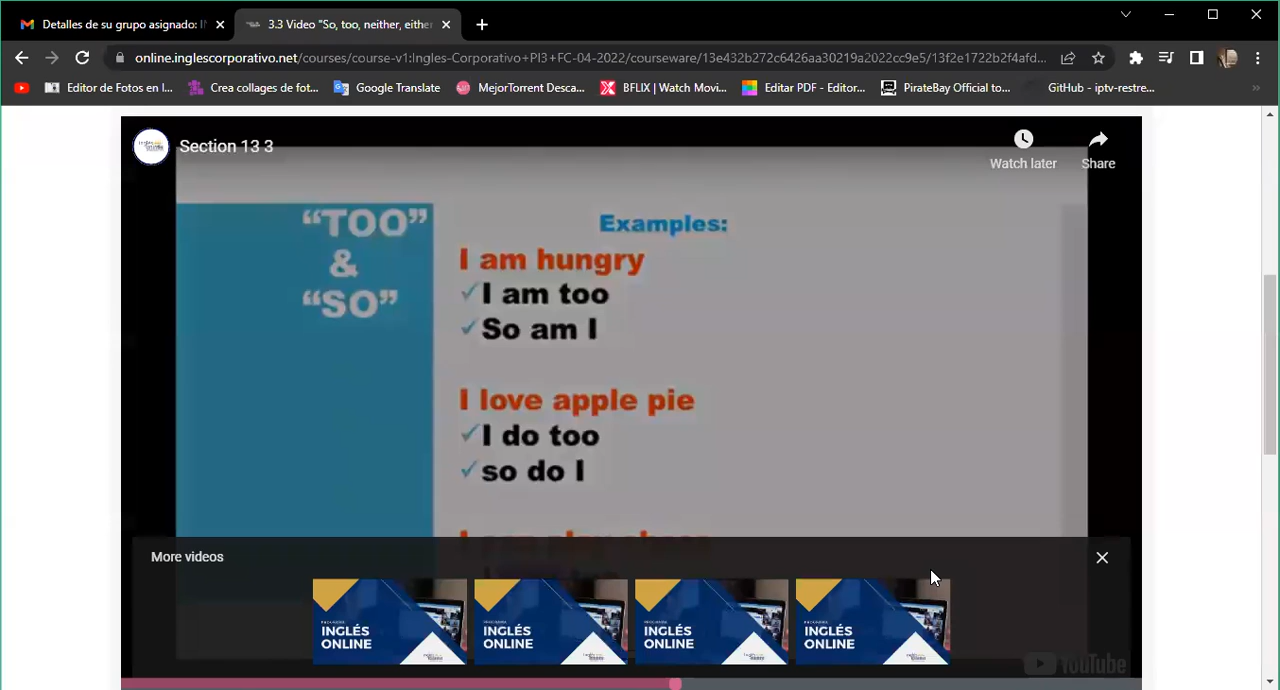 Detalles de su grupo asignado: I
3.3 Video "So, too, neither, eithe
online.inglescorporativo.net/courses/course-v1:Ingles-Corporativo+PI3+FC-04-2022/courseware/13e432b272c6426aa30219a2022cc9e5/13f2e1722b2f4afd...
Editor de Fotos en l...
Crea collages de fot...
Google Translate
MejorTorrent Desca...
BFLIX | Watch Movi...
Editar PDF - Editor...
PirateBay Official to...
GitHub - iptv-restre...
»
Section 13 3
Watch later
Share
"TOO"
&
"SO"
Examples:
I am hungry
✓I am too
✓So am I
I love apple pie
✓I do too
✓so do I
More videos
INGLÉS
ONLINE
INGLÉS
ONLINE
INGLÉS
ONLINE
INGLÉS
ONLINE
YouTube